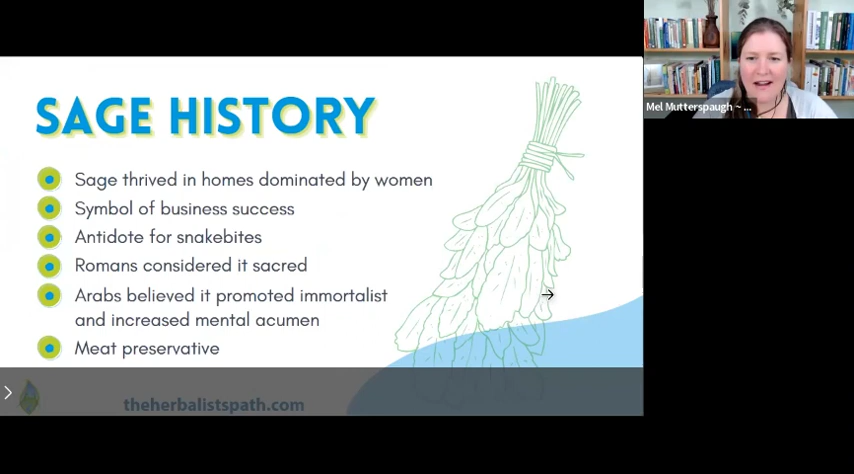 SAGE HISTORY
Sage thrived in homes dominated by women
Symbol of business success
Antidote for snakebites
Romans considered it sacred
Arabs believed it promoted immortalist
and increased mental acumen
Meat preservative
theherbalistspath.com
Mel Mutterspaugh ~ ...